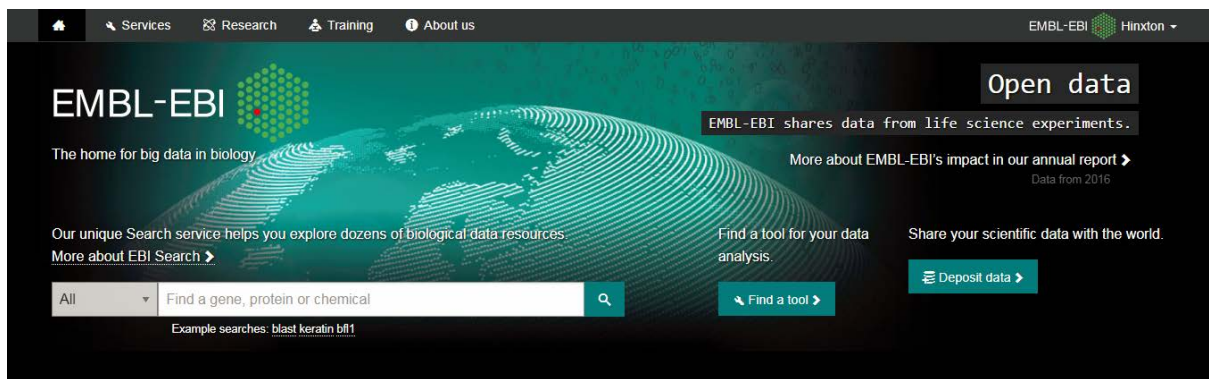 Services Research Training About us EMBL-EBI Hinxton
EMBL-EBI
The home for big data in biology
Open data
EMBL-EBI shares data from life science experiments.
More about EMBL-EBI's impact in our annual report
Data from 2016
Our unique Search service helps you explore dozens of biological data resources.
More about EBI Search
All Find a gene, protein or chemical
Example searches: blast keratin bfl1
Find a tool for your data
analysis.
Find a tool
Share your scientific data with the world.
Deposit data